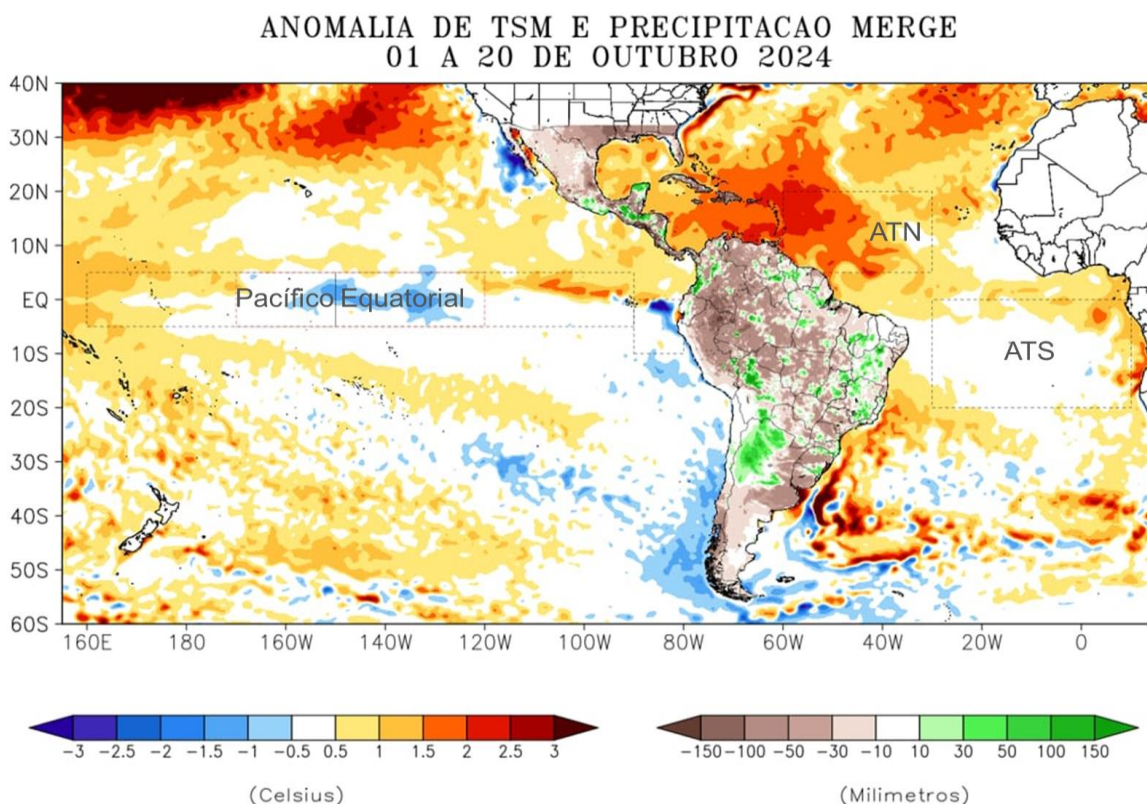 ANOMALIA DE TSM E PRECIPITACAO MERGE
01 A 20 DE OUTUBRO 2024
40N
30N
20N
10N
EQ
10S
20S
30S
40S
50S
60S
ATN
Pacífico Equatorial
ATS
160E 180 160W 140W 120W 100W 80W 60W 40W 20W 0
-3 -2.5 -2 -1.5 -1 -0.5 0.5 1 1.5 2 2.5 3
-150 -100 -50 -30 -10 10 30 50 100 150
(Celsius)
(Milimetros)